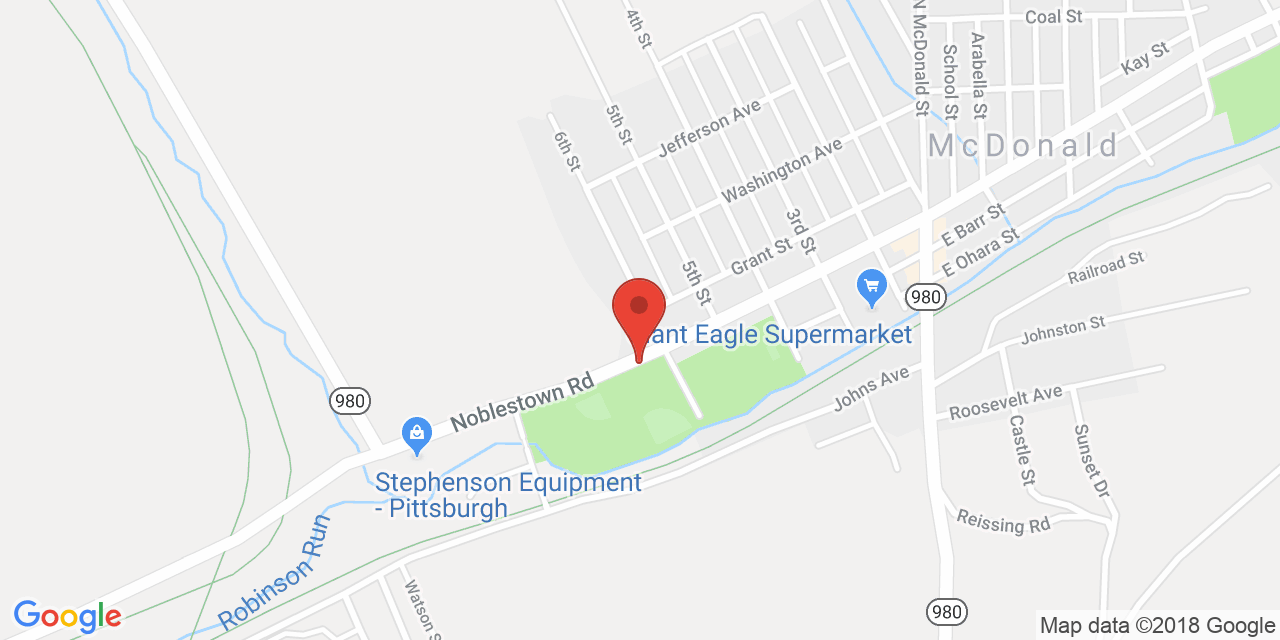 Coal St
N McDonald St
School St
Arabella St
Kay St
4th St
5th St
6th St
Jefferson Ave
Washington Ave
McDonald
3rd St
Grant St
5th St
E Barr St
E Ohara St
Railroad St
980
Johnston St
Eagle Supermarket
Johns Ave
Roosevelt Ave
980
Noblestown Rd
Castle St
Sunset Dr
Stephenson Equipment
- Pittsburgh
Reissing Rd
Robinson Run
Watson
980
Google
Map data ©2018 Google